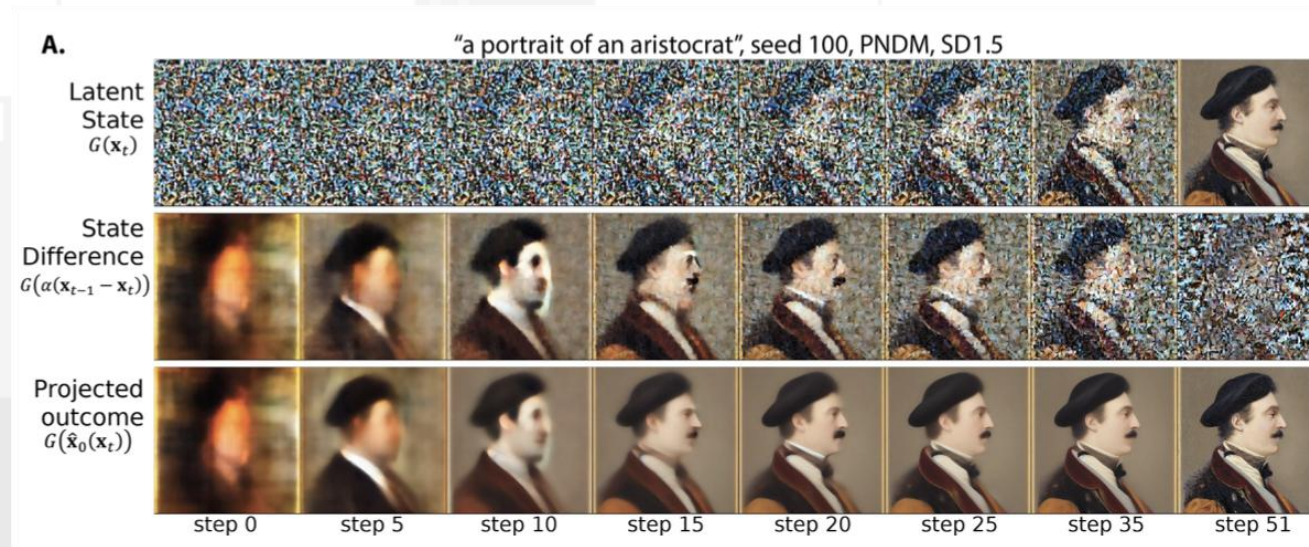 A.
“a portrait of an aristocrat”, seed 100, PNDM, SD1.5
Latent
State
G(𝐱ₜ)
State
Difference
G(α(𝐱ₜ₋₁ − 𝐱ₜ))
Projected
outcome
G(𝐱̂₀(𝐱ₜ))
step 0 step 5 step 10 step 15 step 20 step 25 step 35 step 51